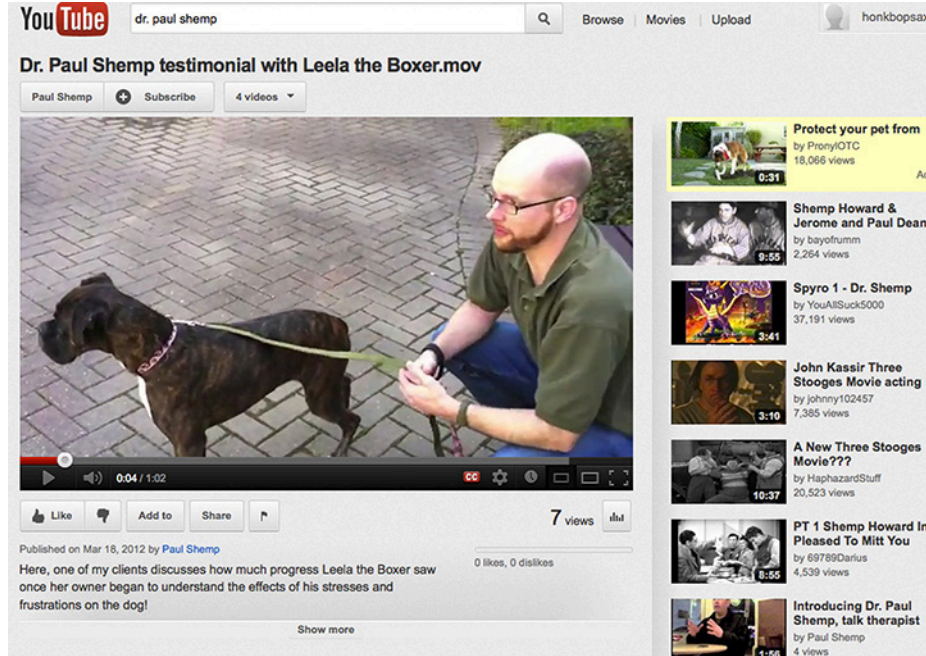 YouTube
dr. paul shemp
Browse
Movies
Upload
honkbopsax
Dr. Paul Shemp testimonial with Leela the Boxer.mov
Paul Shemp
Subscribe
4 videos
0:04 / 1:02
CC
Like
Add to
Share
7 views
Published on Mar 18, 2012 by Paul Shemp
0 likes, 0 dislikes
Here, one of my clients discusses how much progress Leela the Boxer saw
once her owner began to understand the effects of his stresses and
frustrations on the dog!
Show more
0:31
Protect your pet from
by PronylOTC
18,066 views
9:55
Shemp Howard &
Jerome and Paul Dean
by bayofrumm
2,264 views
3:41
Spyro 1 - Dr. Shemp
by YouAllSuck5000
37,191 views
3:10
John Kassir Three
Stooges Movie acting
by johnny102457
7,385 views
10:37
A New Three Stooges
Movie???
by HaphazardStuff
20,523 views
8:55
PT 1 Shemp Howard In
Pleased To Mitt You
by 69789Darius
4,539 views
1:56
Introducing Dr. Paul
Shemp, talk therapist
by Paul Shemp
4 views